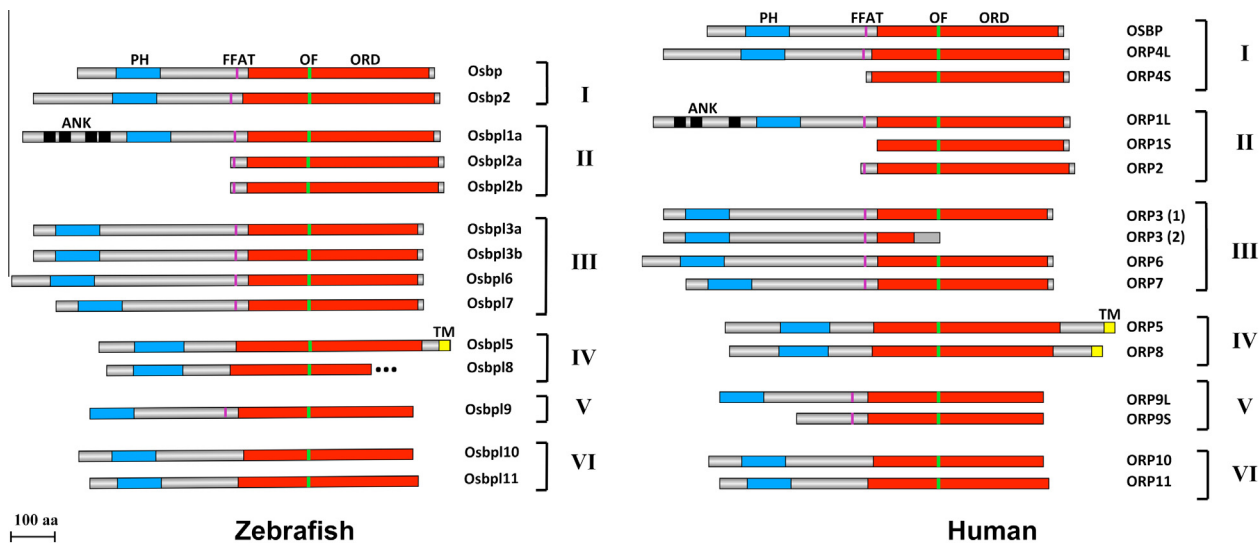 PH FFAT OF ORD
Osbp
Osbp2
I
ANK
Osbpl1a
Osbpl2a
Osbpl2b
II
Osbpl3a
Osbpl3b
Osbpl6
Osbpl7
III
TM
Osbpl5
Osbpl8
IV
Osbpl9
V
Osbpl10
Osbpl11
VI
100 aa
Zebrafish
PH FFAT OF ORD
OSBP
ORP4L
ORP4S
I
ANK
ORP1L
ORP1S
ORP2
II
ORP3 (1)
ORP3 (2)
ORP6
ORP7
III
TM
ORP5
ORP8
IV
ORP9L
ORP9S
V
ORP10
ORP11
VI
Human